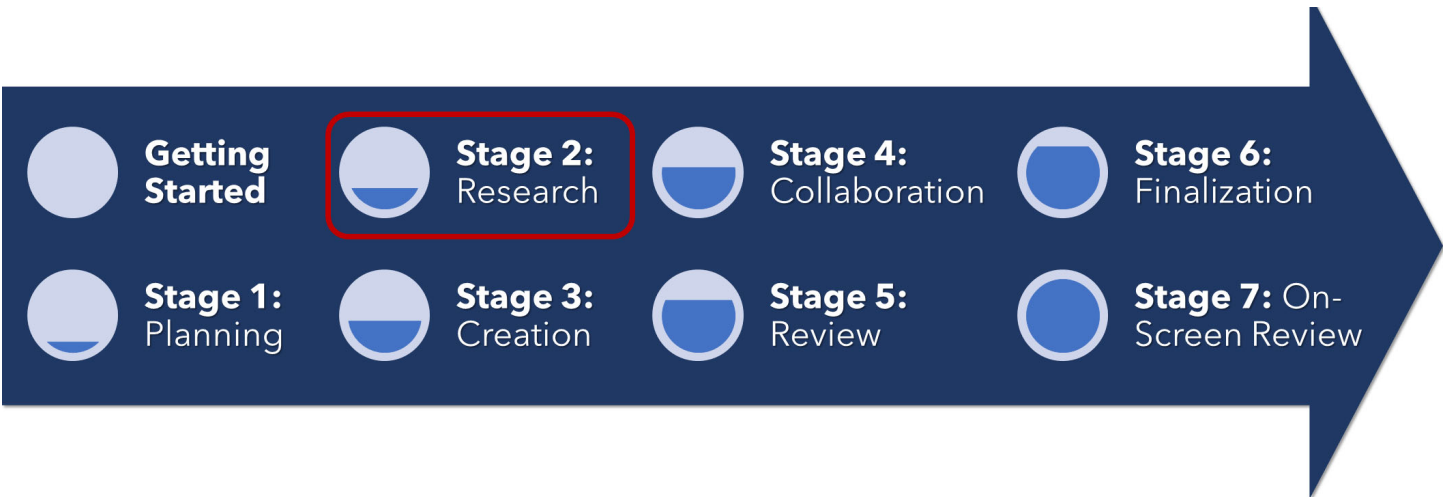 Getting
Started
Stage 1:
Planning
Stage 2:
Research
Stage 3:
Creation
Stage 4:
Collaboration
Stage 5:
Review
Stage 6:
Finalization
Stage 7: On-
Screen Review